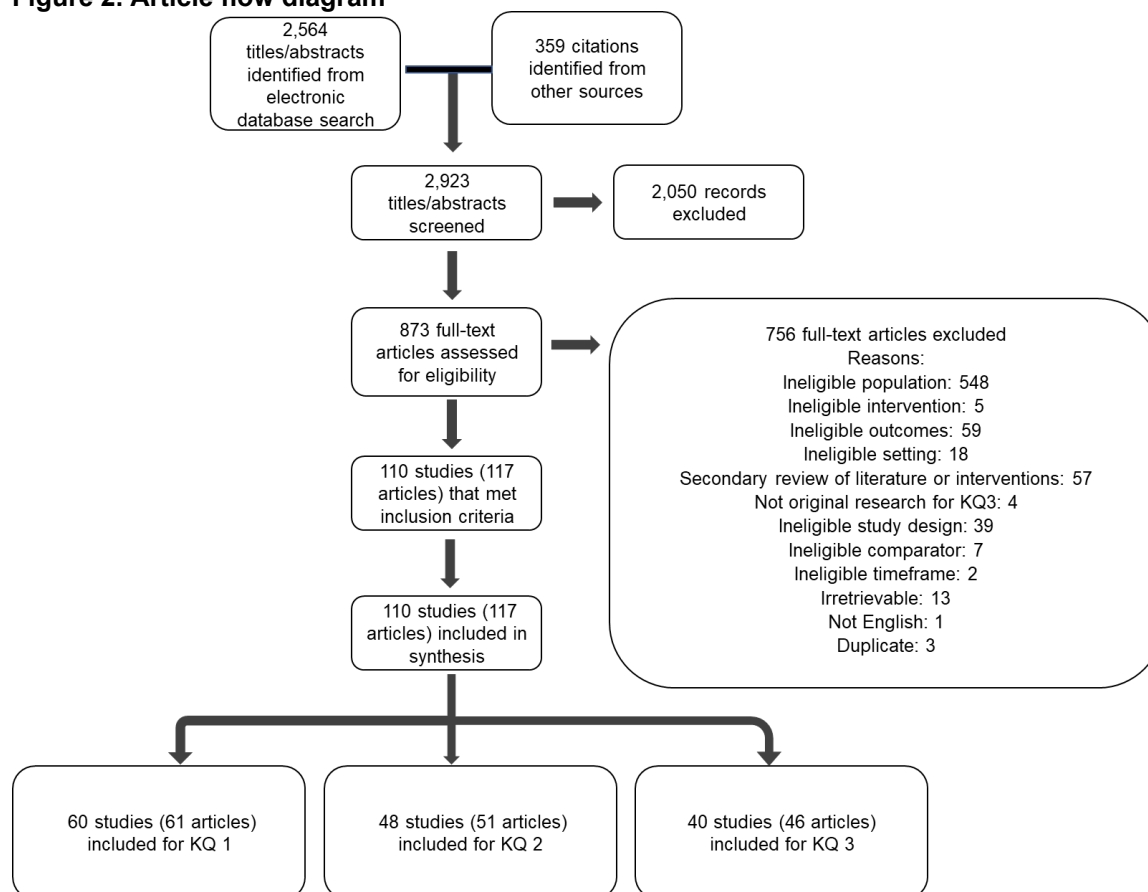 Figure 2. Article flow diagram
2,564
titles/abstracts
identified from
electronic
database search
359 citations
identified from
other sources
2,923
titles/abstracts
screened
2,050 records
excluded
873 full-text
articles assessed
for eligibility
756 full-text articles excluded
Reasons:
Ineligible population: 548
Ineligible intervention: 5
Ineligible outcomes: 59
Ineligible setting: 18
Secondary review of literature or interventions: 57
Not original research for KQ3: 4
Ineligible study design: 39
Ineligible comparator: 7
Ineligible timeframe: 2
Irretrievable: 13
Not English: 1
Duplicate: 3
110 studies (117
articles) that met
inclusion criteria
110 studies (117
articles) included in
synthesis
60 studies (61 articles)
included for KQ 1
48 studies (51 articles)
included for KQ 2
40 studies (46 articles)
included for KQ 3